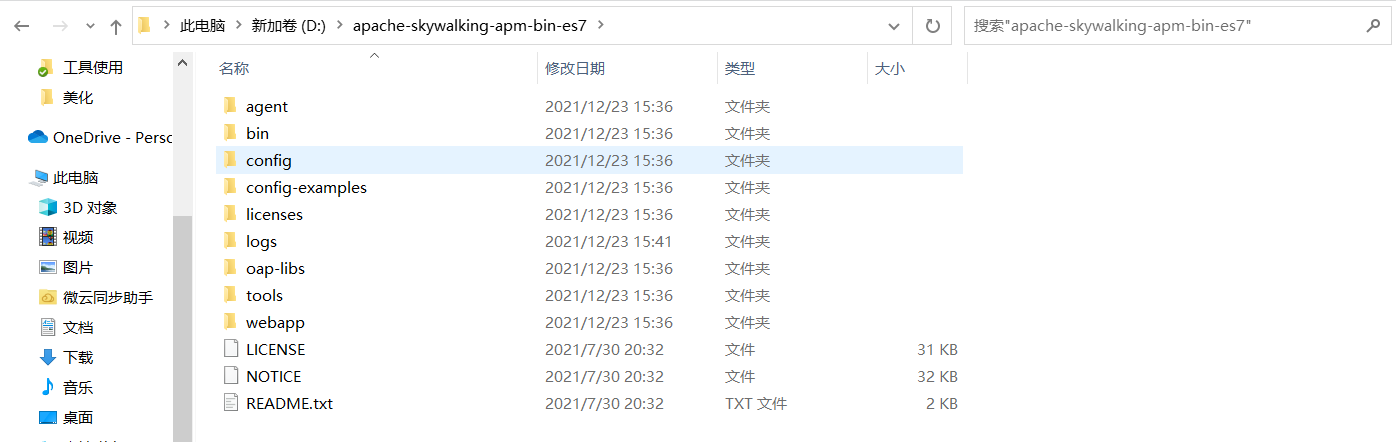 此电脑 新加卷 (D:) apache-skywalking-apm-bin-es7 搜索"apache-skywalking-apm-bin-es7"
工具使用
美化
OneDrive - Perso
此电脑
3D 对象
视频
图片
微云同步助手
文档
下载
音乐
桌面
名称 修改日期 类型 大小
agent 2021/12/23 15:36 文件夹
bin 2021/12/23 15:36 文件夹
config 2021/12/23 15:36 文件夹
config-examples 2021/12/23 15:36 文件夹
licenses 2021/12/23 15:36 文件夹
logs 2021/12/23 15:41 文件夹
oap-libs 2021/12/23 15:36 文件夹
tools 2021/12/23 15:36 文件夹
webapp 2021/12/23 15:36 文件夹
LICENSE 2021/7/30 20:32 文件 31 KB
NOTICE 2021/7/30 20:32 文件 32 KB
README.txt 2021/7/30 20:32 TXT 文件 2 KB